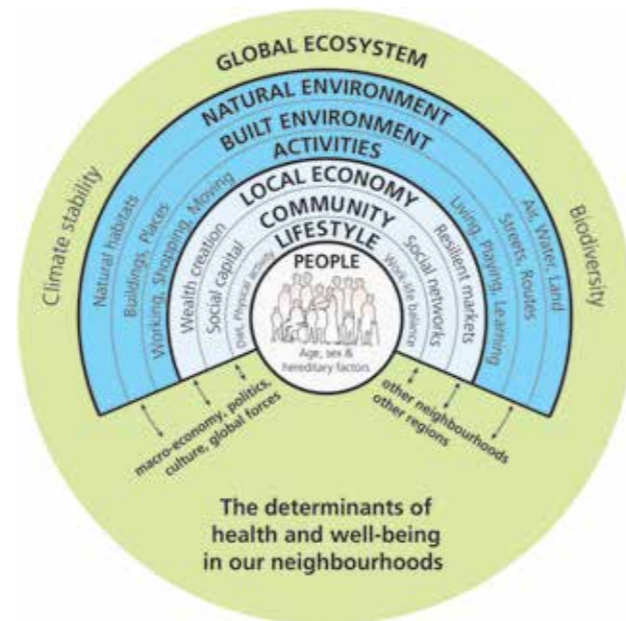 GLOBAL ECOSYSTEM
NATURAL ENVIRONMENT
BUILT ENVIRONMENT
ACTIVITIES
LOCAL ECONOMY
COMMUNITY
LIFESTYLE
PEOPLE
Age, sex &
hereditary factors
Climate stability
Natural habitats
Buildings, Places
Working, Shopping, Moving
Wealth creation
Social capital
Diet, Physical activity
Work-life balance
Social networks
Resilient markets
Living, Playing, Learning
Streets, Routes
Air, Water, Land
Biodiversity
macro-economy, politics,
culture, global forces
other neighbourhoods
other regions
The determinants of
health and well-being
in our neighbourhoods